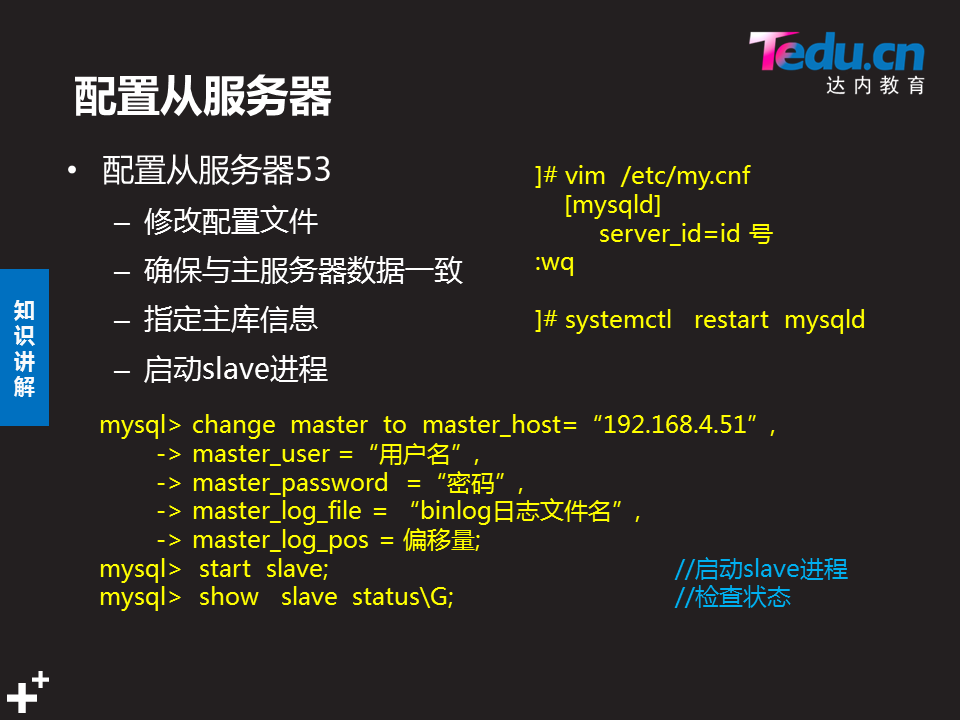 Tedu.cn
达内教育
配置从服务器
• 配置从服务器53
– 修改配置文件
– 确保与主服务器数据一致
– 指定主库信息
– 启动slave进程
]# vim /etc/my.cnf
[mysqld]
server_id=id 号
:wq
]# systemctl restart mysqld
知识讲解
mysql> change master to master_host=“192.168.4.51”,
-> master_user =“用户名”,
-> master_password =“密码”,
-> master_log_file = “binlog日志文件名”,
-> master_log_pos = 偏移量;
mysql> start slave; //启动slave进程
mysql> show slave status\G; //检查状态